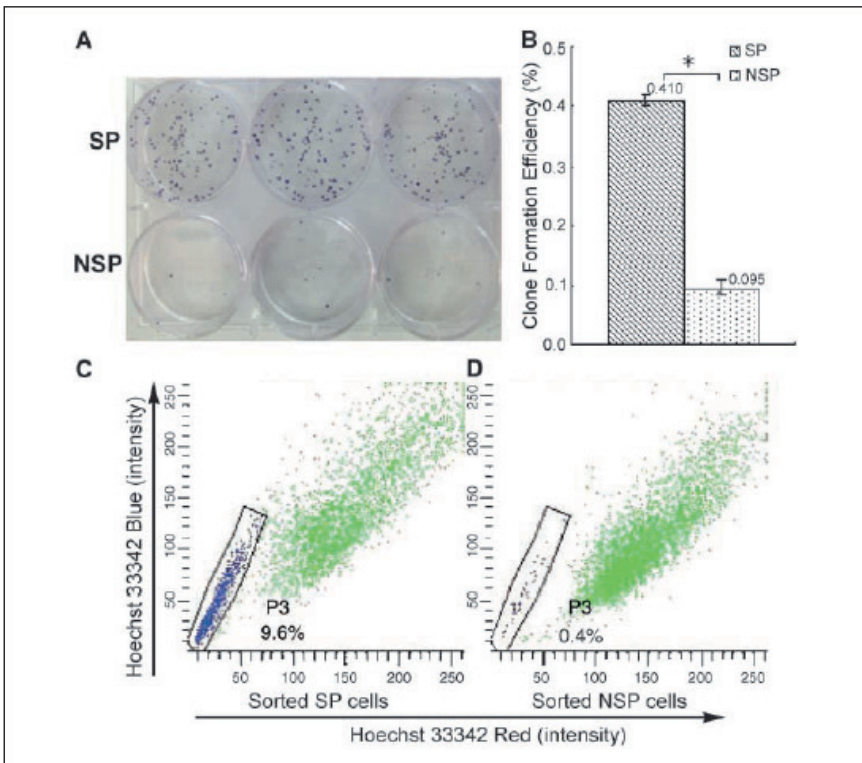 A
SP
NSP
B
Clone Formation Efficiency (%)
0.5
0.4
0.3
0.2
0.1
0.0
0.410
*
0.095
SP
NSP
C
Hoechst 33342 Blue (intensity)
250
200
150
100
50
P3
9.6%
50 100 150 200 250
Sorted SP cells
D
250
200
150
100
50
P3
0.4%
50 100 150 200 250
Sorted NSP cells
Hoechst 33342 Red (intensity)